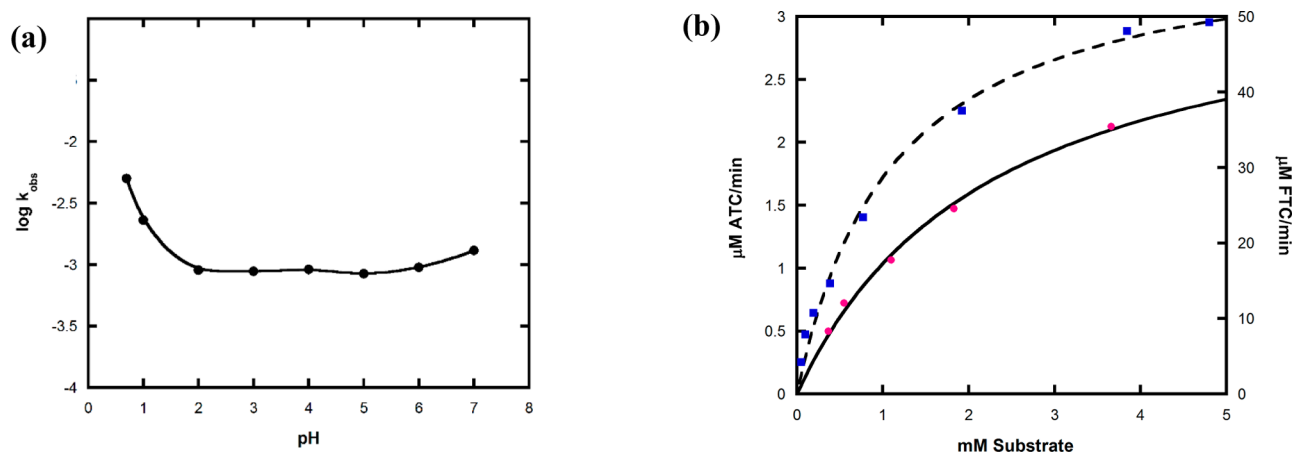 (a)
-2
-2.5
-3
-3.5
-4
log k obs
0 1 2 3 4 5 6 7 8
pH
(b)
3
2.5
2
1.5
1
0.5
0
µM ATC/min
50
40
30
20
10
0
µM FTC/min
0 1 2 3 4 5
mM Substrate